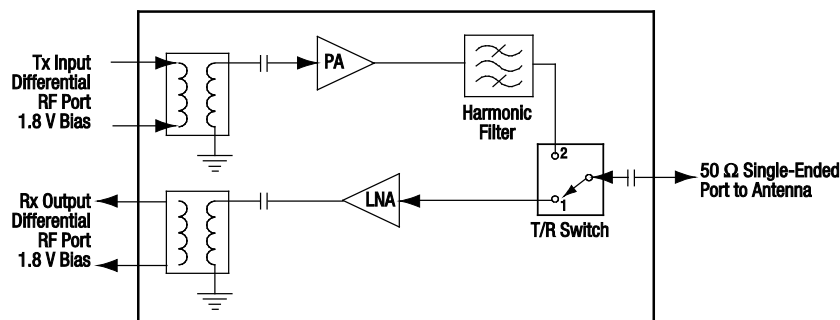 Tx Input
Differential
RF Port
1.8 V Bias
PA
Harmonic
Filter
2
50 Ω Single-Ended
Port to Antenna
Rx Output
Differential
RF Port
1.8 V Bias
LNA
1
T/R Switch